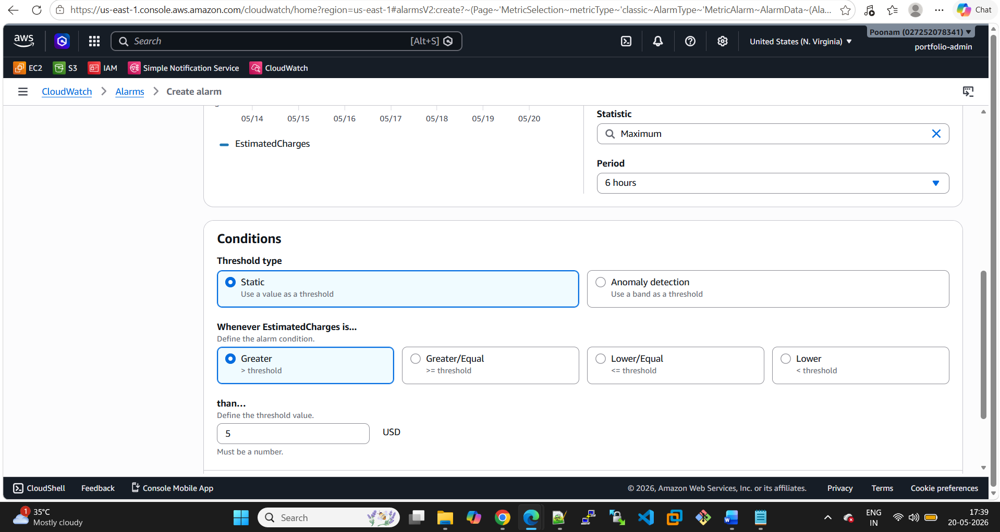 https://us-east-1.console.aws.amazon.com/cloudwatch/home?region=us-east-1#alarmsV2:create?~(Page~'MetricSelection~metricType~'classic~AlarmType~'MetricAlarm~AlarmData~(Ala...
Chat
aws
Search
[Alt+S]
United States (N. Virginia)
Poonam (027252078341)
portfolio-admin
EC2
S3
IAM
Simple Notification Service
CloudWatch
CloudWatch
Alarms
Create alarm
05/14
05/15
05/16
05/17
05/18
05/19
05/20
EstimatedCharges
Statistic
Maximum
Period
6 hours
Conditions
Threshold type
Static
Use a value as a threshold
Anomaly detection
Use a band as a threshold
Whenever EstimatedCharges is...
Define the alarm condition.
Greater
> threshold
Greater/Equal
>= threshold
Lower/Equal
<= threshold
Lower
< threshold
than...
Define the threshold value.
5
USD
Must be a number.
CloudShell
Feedback
Console Mobile App
© 2026, Amazon Web Services, Inc. or its affiliates.
Privacy
Terms
Cookie preferences
1
35°C
Mostly cloudy
Search
W
ENG
IN
17:39
20-05-2026